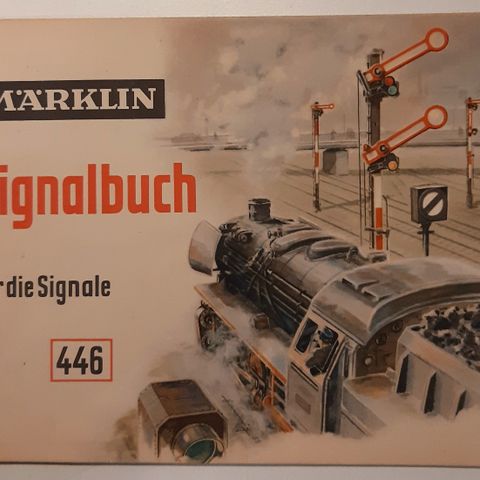 MÄRKLIN
ignalbuch
r die Signale
446